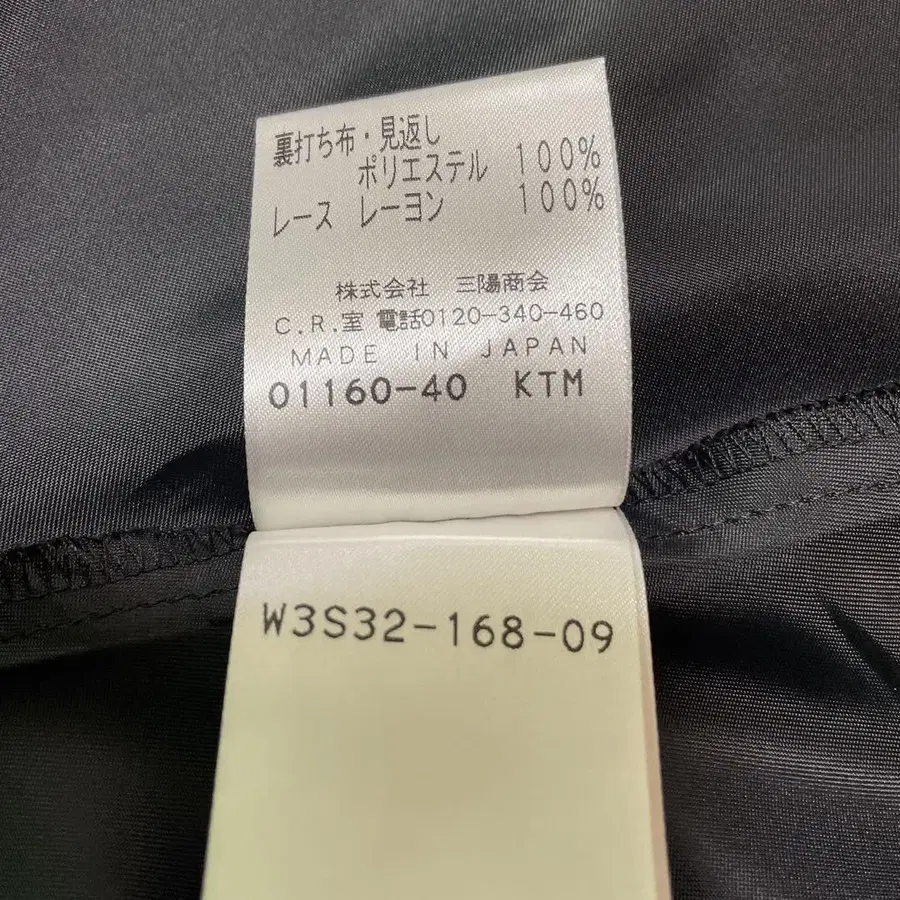 裏打ち布・見返し
ポリエステル 100%
レース レーヨン 100%
株式会社 三陽商会
C.R.室 電話0120-340-460
MADE IN JAPAN
01160-40 KTM
W3S32-168-09